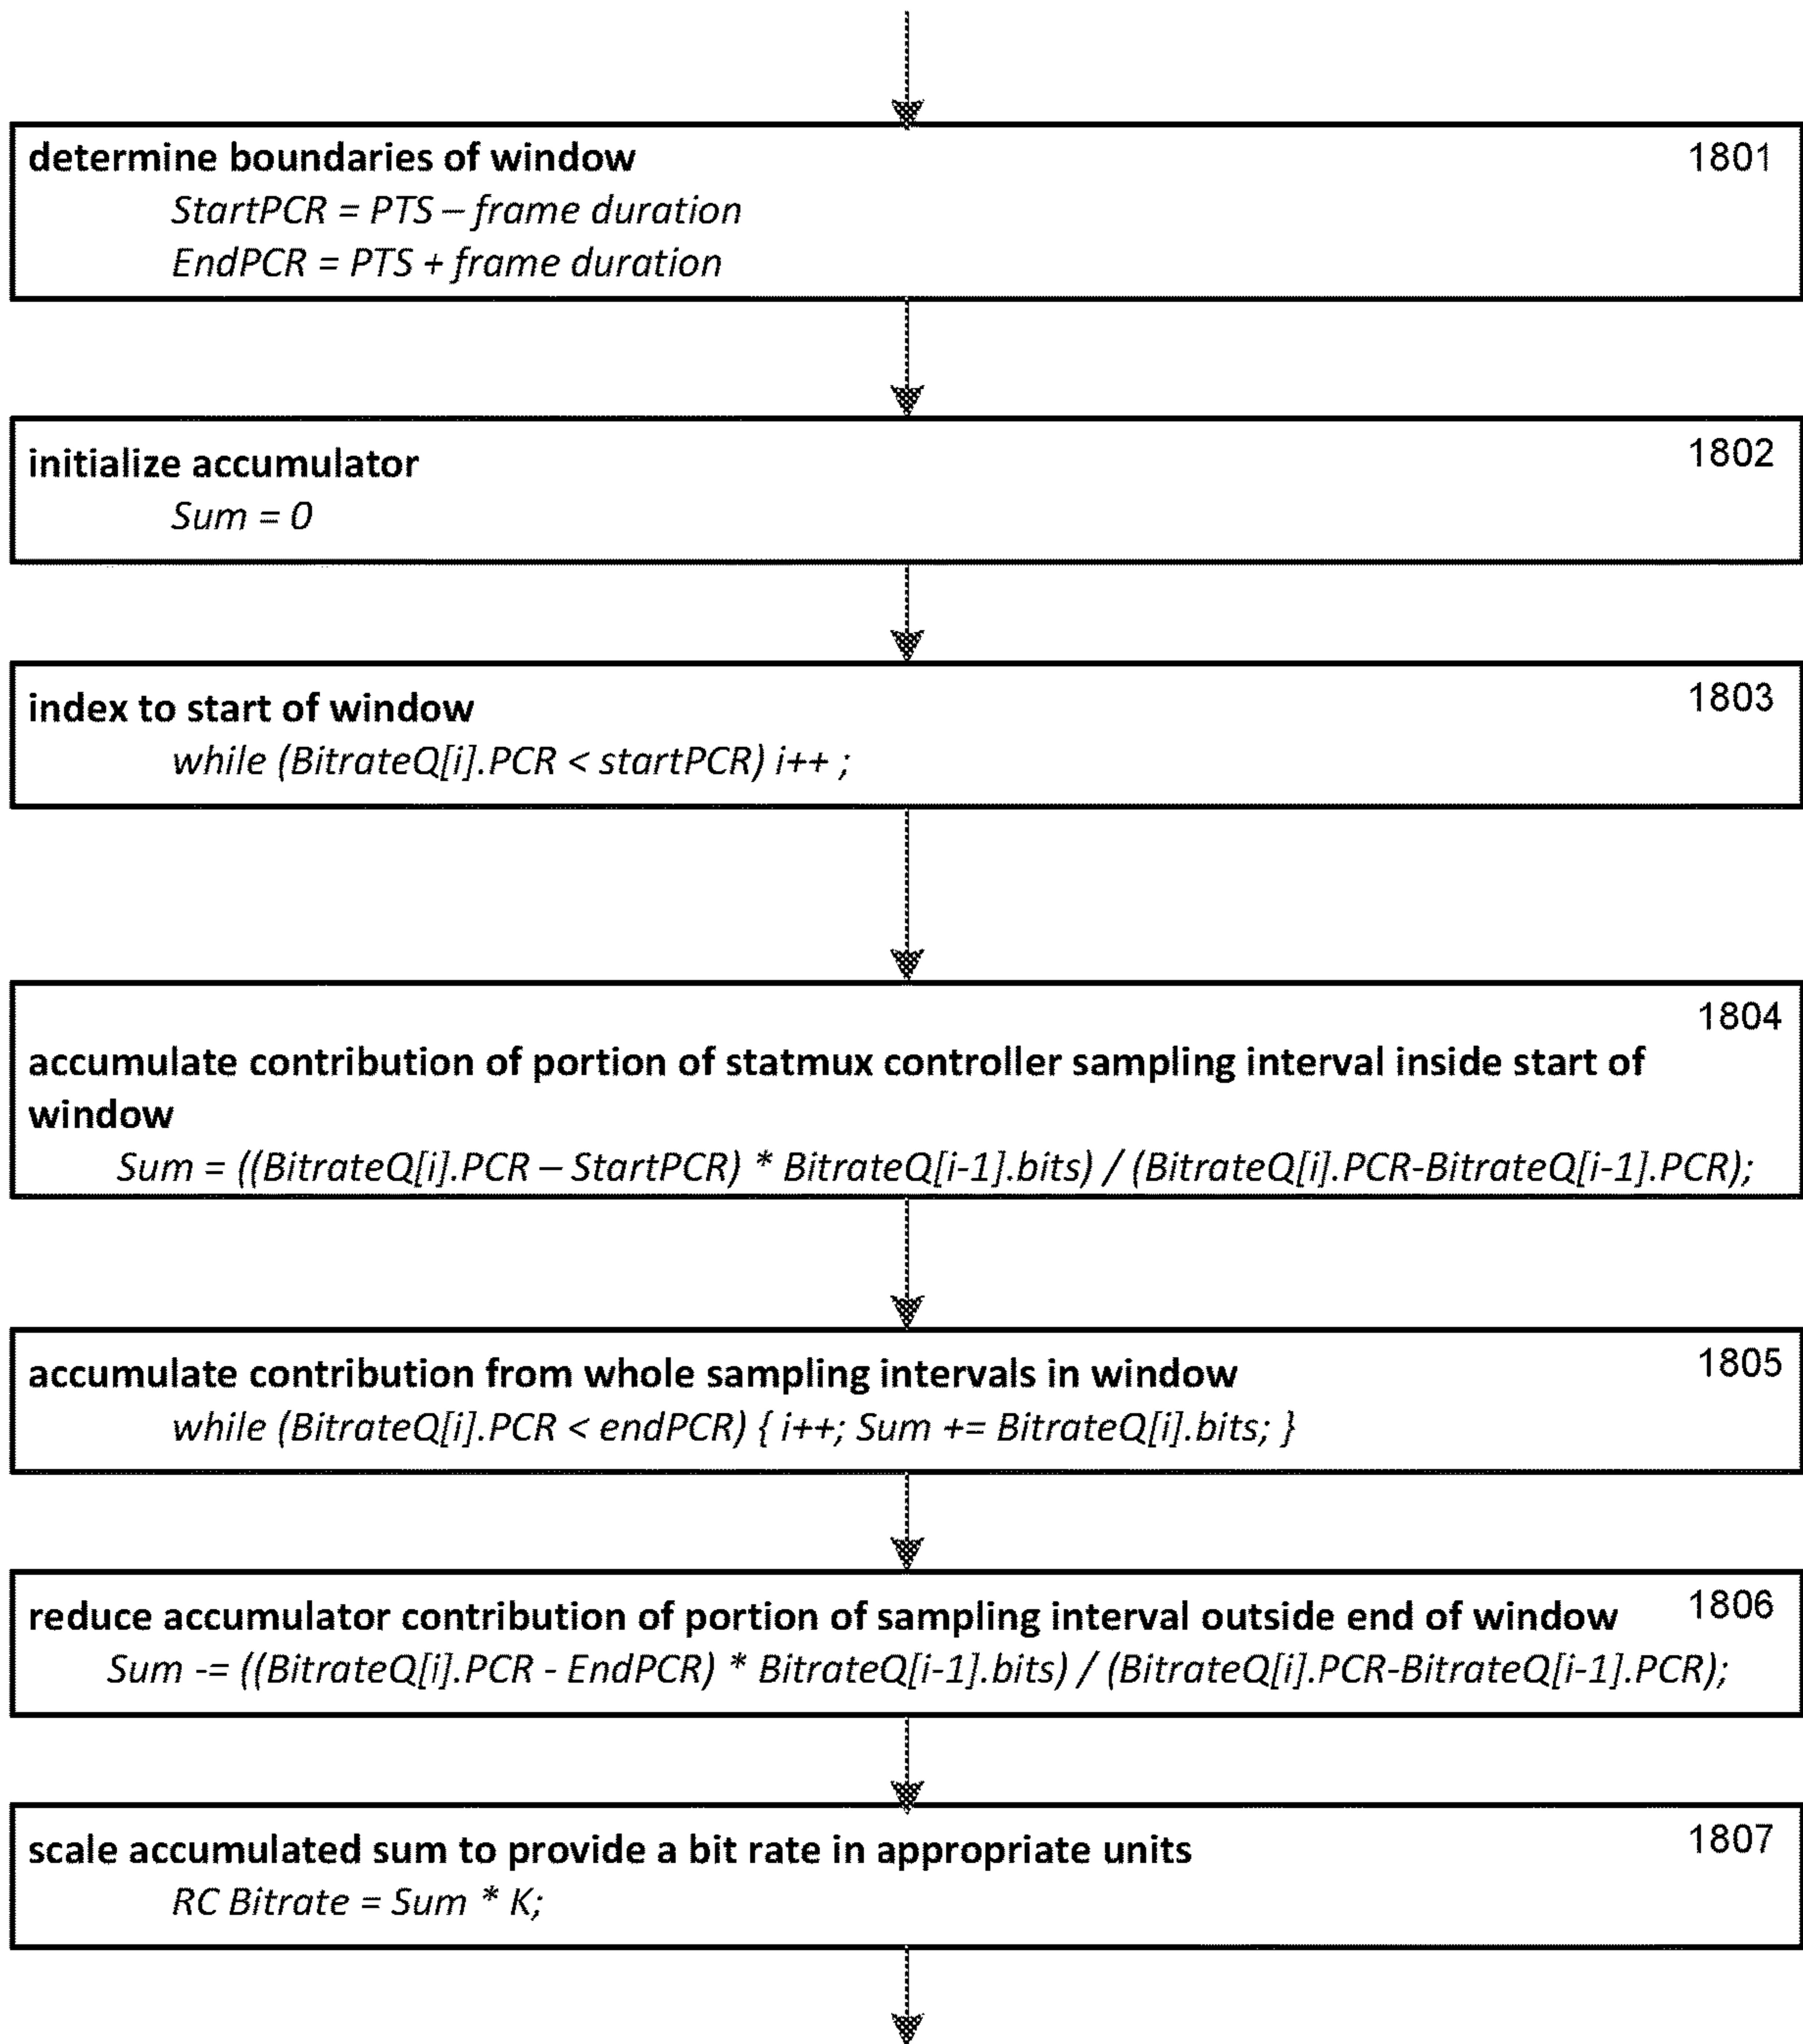 determine boundaries of window 1801
StartPCR = PTS – frame duration
EndPCR = PTS + frame duration
initialize accumulator 1802
Sum = 0
index to start of window 1803
while (BitrateQ[i].PCR < startPCR) i++ ;
1804
accumulate contribution of portion of statmux controller sampling interval inside start of
window
Sum = ((BitrateQ[i].PCR – StartPCR) * BitrateQ[i-1].bits) / (BitrateQ[i].PCR-BitrateQ[i-1].PCR);
accumulate contribution from whole sampling intervals in window 1805
while (BitrateQ[i].PCR < endPCR) { i++; Sum += BitrateQ[i].bits; }
reduce accumulator contribution of portion of sampling interval outside end of window 1806
Sum -= ((BitrateQ[i].PCR - EndPCR) * BitrateQ[i-1].bits) / (BitrateQ[i].PCR-BitrateQ[i-1].PCR);
scale accumulated sum to provide a bit rate in appropriate units 1807
RC Bitrate = Sum * K;